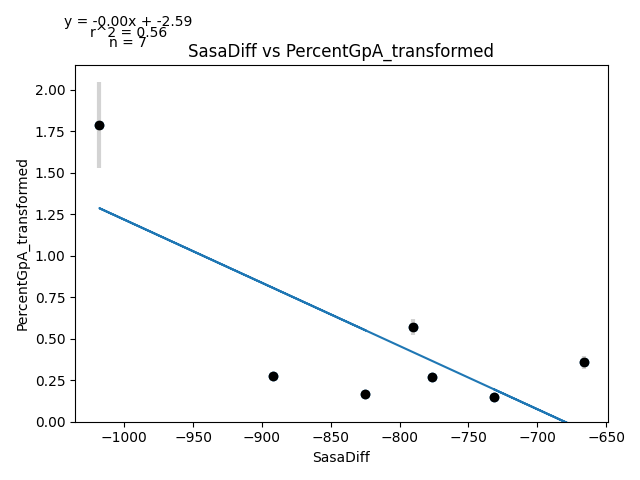 y = -0.00x + -2.59
r^2 = 0.56
n = 7
SasaDiff vs PercentGpA_transformed
PercentGpA_transformed
2.00
1.75
1.50
1.25
1.00
0.75
0.50
0.25
0.00
−1000 −950 −900 −850 −800 −750 −700 −650
SasaDiff